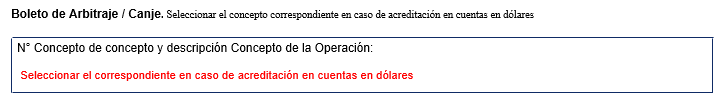 Boleto de Arbitraje / Canje. Seleccionar el concepto correspondiente en caso de acreditación en cuentas en dólares
N° Concepto de concepto y descripción Concepto de la Operación:
Seleccionar el correspondiente en caso de acreditación en cuentas en dólares